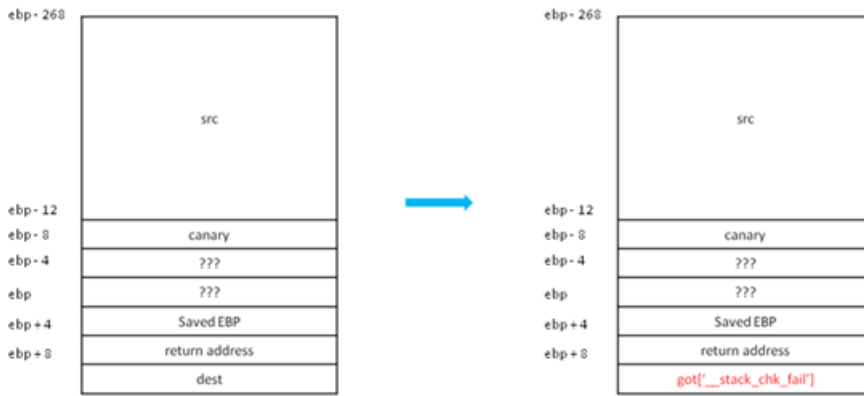 ebp - 268
src
ebp - 12
ebp - 8
canary
ebp - 4
???
ebp
???
ebp + 4
Saved EBP
ebp + 8
return address
dest
ebp - 268
src
ebp - 12
ebp - 8
canary
ebp - 4
???
ebp
???
ebp + 4
Saved EBP
ebp + 8
return address
got['__stack_chk_fail']